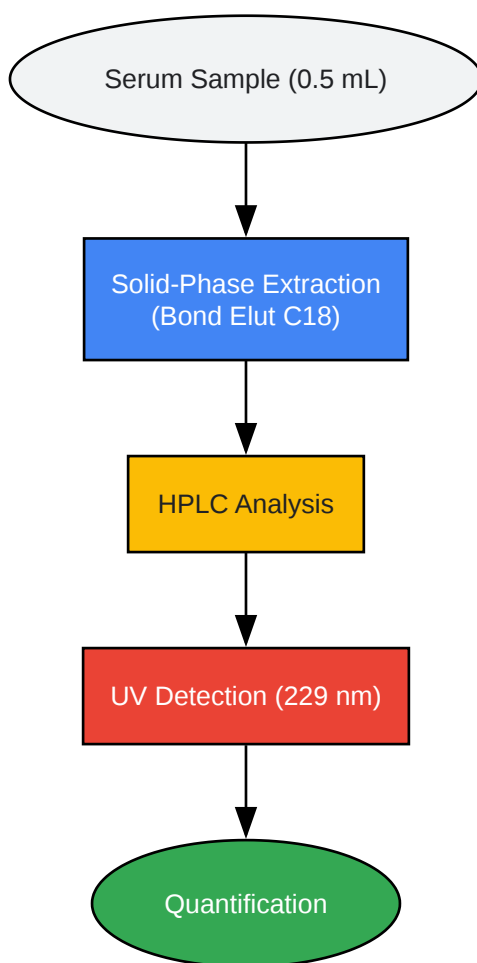 Serum Sample (0.5 mL)
Solid-Phase Extraction
(Bond Elut C18)
HPLC Analysis
UV Detection (229 nm)
Quantification